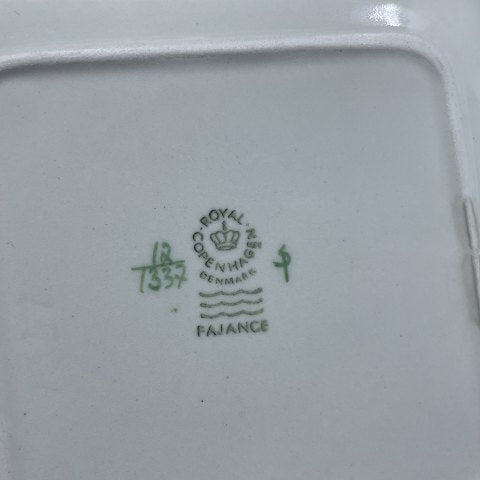 ROYAL COPENHAGEN
DENMARK
12
1337
FAJANCE